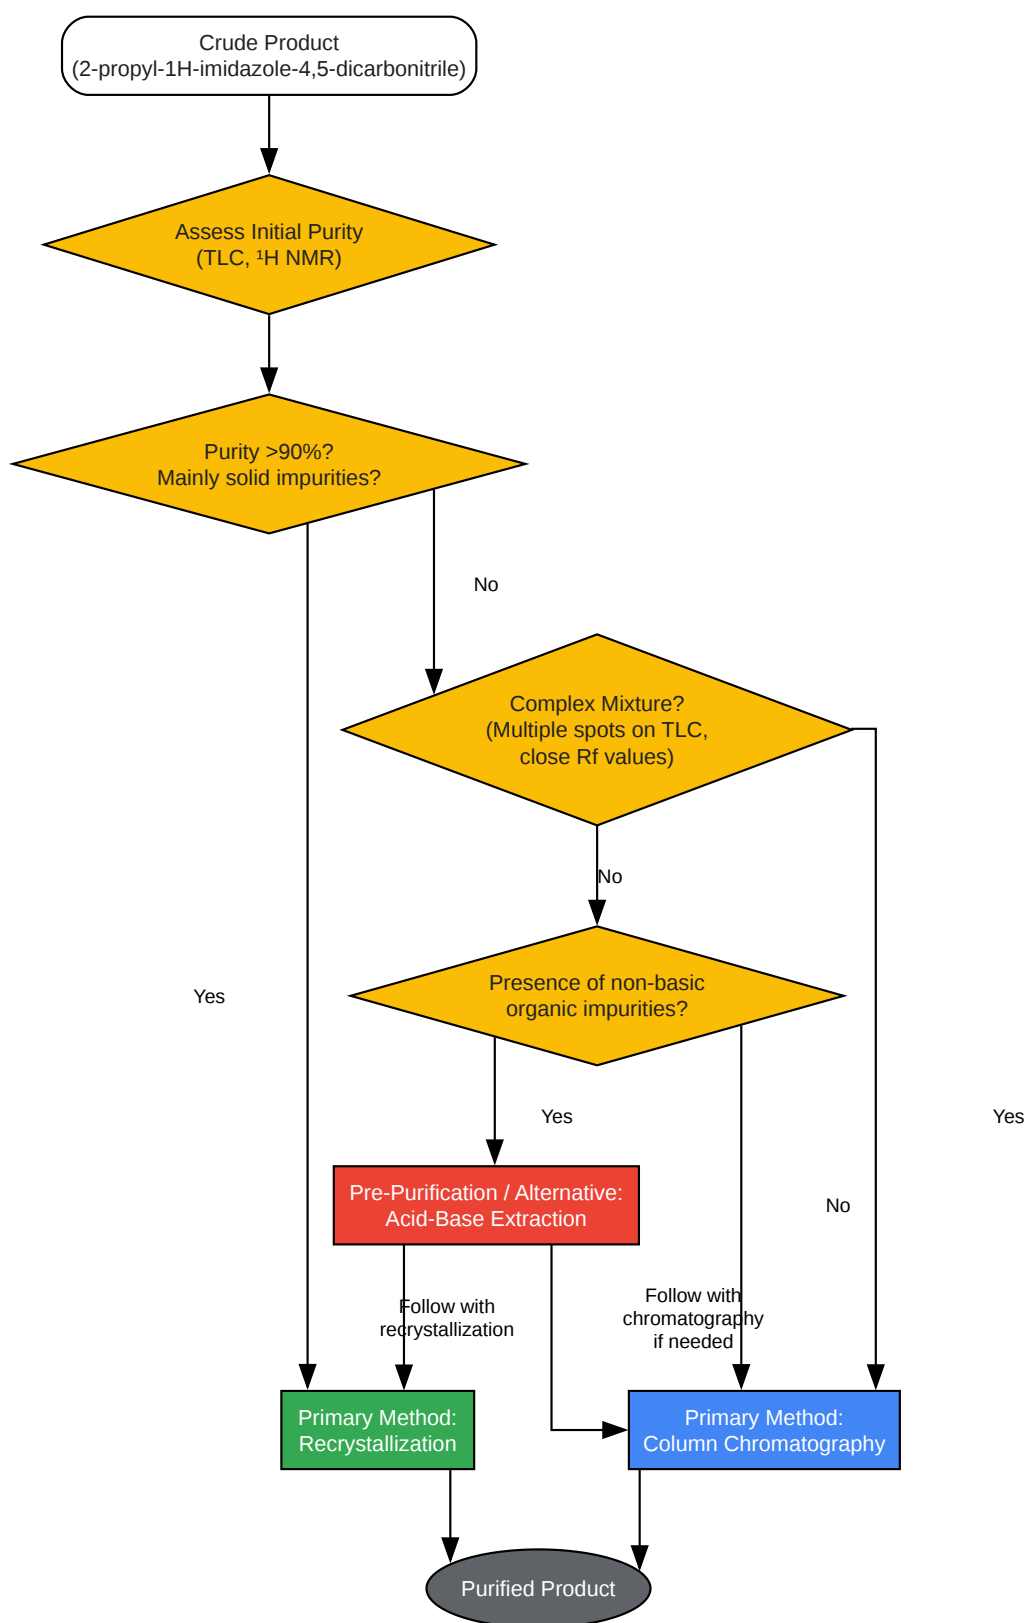 Crude Product
(2-propyl-1H-imidazole-4,5-dicarbonitrile)
Assess Initial Purity
(TLC, ¹H NMR)
Purity >90%?
Mainly solid impurities?
No
Complex Mixture?
(Multiple spots on TLC,
close Rf values)
No
Presence of non-basic
organic impurities?
Yes
Yes
Yes
Pre-Purification / Alternative:
Acid-Base Extraction
No
Follow with
recrystallization
Follow with
chromatography
if needed
Primary Method:
Recrystallization
Primary Method:
Column Chromatography
Purified Product